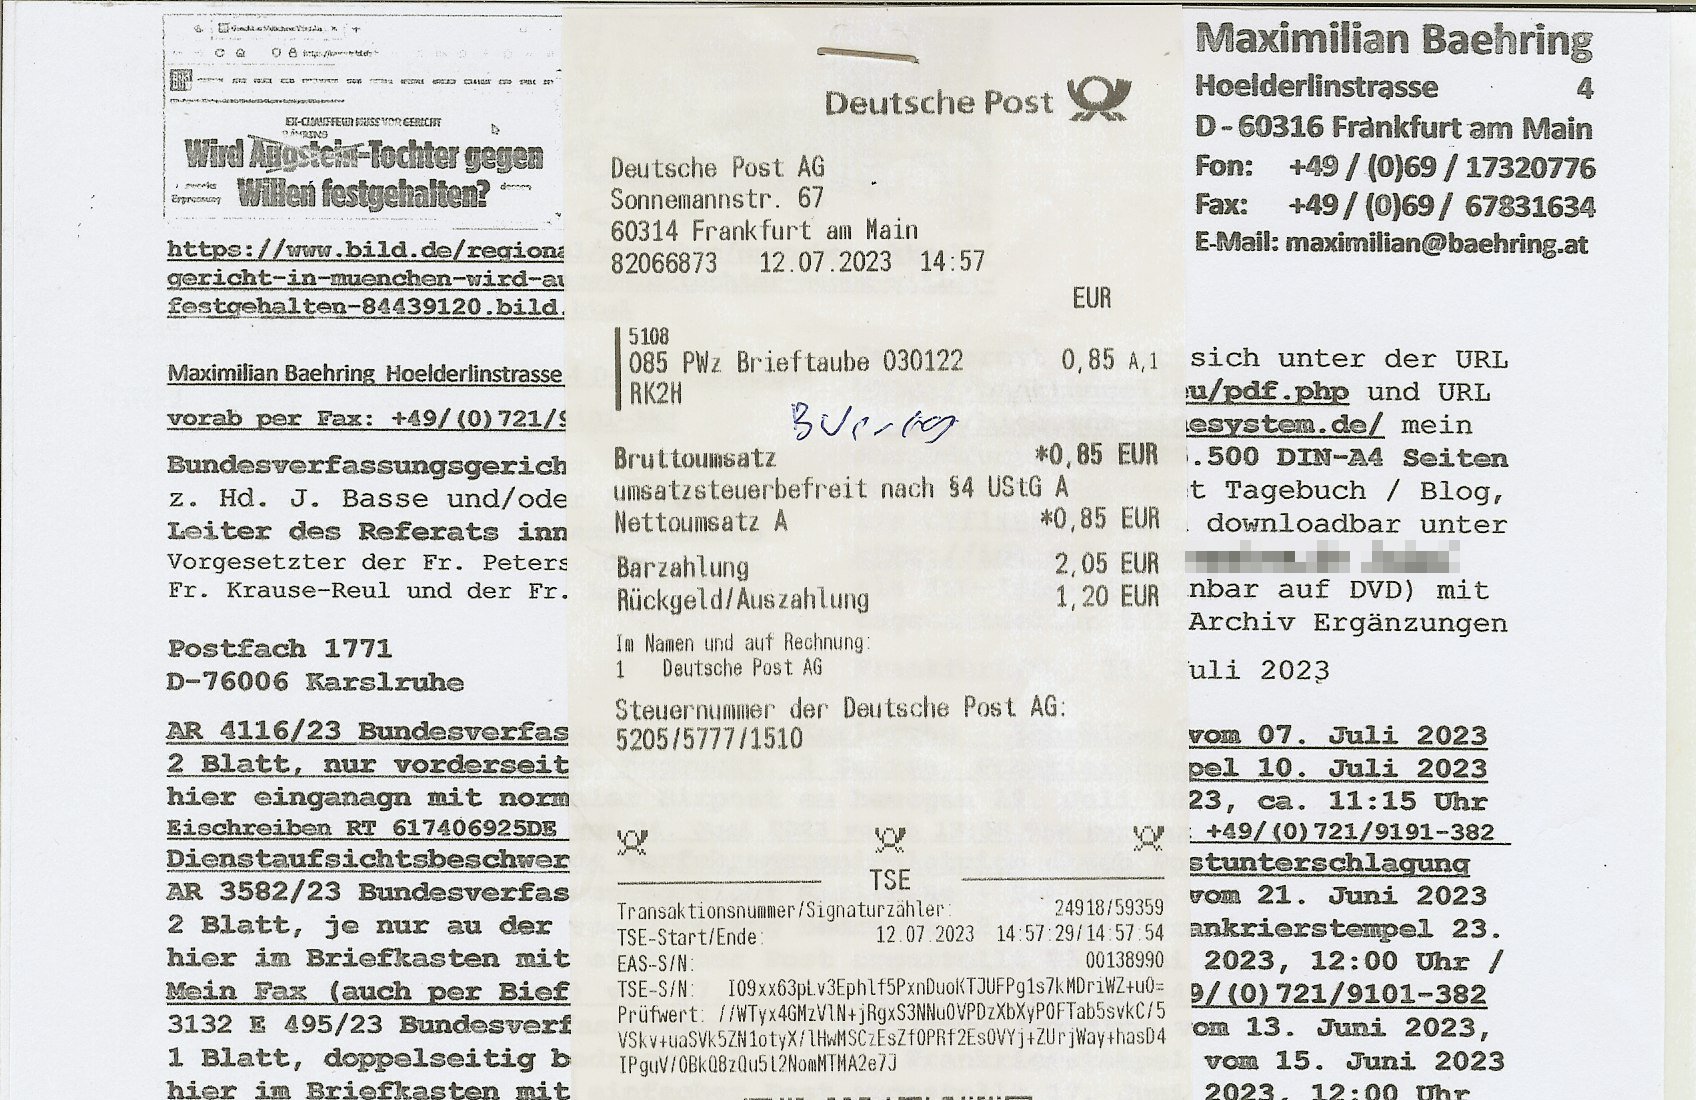 EX-CHAUFFEUR MUSS VOR GERICHT
BÄHRING
Wird Augstein-Tochter gegen
Willen festgehalten?
Erpressung
https://www.bild.de/regiona
gericht-in-muenchen-wird-au
festgehalten-84439120.bild.
Maximilian Baehring Hoelderlinstrasse
vorab per Fax: +49/(0)721/9
Bundesverfassungsgerich
z. Hd. J. Basse und/oder
Leiter des Referats inn
Vorgesetzter der Fr. Peters
Fr. Krause-Reul und der Fr.
Postfach 1771
D-76006 Karslruhe
AR 4116/23 Bundesverfas
2 Blatt, nur vorderseit
hier einganagn mit norm
Eischreiben RT 617406925DE
Dienstaufsichtsbeschwer
AR 3582/23 Bundesverfas
2 Blatt, je nur au der
hier im Briefkasten mit
Mein Fax (auch per Bief
3132 E 495/23 Bundesverf
1 Blatt, doppelseitig b
hier im Briefkasten mit
Deutsche Post
Deutsche Post AG
Sonnemannstr. 67
60314 Frankfurt am Main
82066873 12.07.2023 14:57
EUR
5108
085 PWz Brieftaube 030122 0,85 A,1
RK2H
Bruttoumsatz *0,85 EUR
umsatzsteuerbefreit nach §4 UStG A
Nettoumsatz A *0,85 EUR
Barzahlung 2,05 EUR
Rückgeld/Auszahlung 1,20 EUR
Im Namen und auf Rechnung:
1 Deutsche Post AG
Steuernummer der Deutsche Post AG:
5205/5777/1510
TSE
Transaktionsnummer/Signaturzähler: 24918/59359
TSE-Start/Ende: 12.07.2023 14:57:29/14:57:54
EAS-S/N: 00138990
TSE-S/N: I09xx63pLv3Ephlf5PxnDuoKTJUFPg1s7kMDriWZ+u0=
Prüfwert: //WTyx4GMzVlN+jRgxS3NNu0VPDzXbXyPOFTab5svkC/5
VSkv+uaSVk5ZN1otyX/lHwMSCzEsZf0PRf2Es0VYj+ZUrjWay+hasD4
IPguV/0BkQ8zQu5l2NomMTMA2e7J
Maximilian Baehring
Hoelderlinstrasse 4
D - 60316 Frankfurt am Main
Fon: +49 / (0)69 / 17320776
Fax: +49 / (0)69 / 67831634
E-Mail: maximilian@baehring.at
sich unter der URL
u/pdf.php und URL
esystem.de/ mein
.500 DIN-A4 Seiten
t Tagebuch / Blog,
downloadbar unter
nbar auf DVD) mit
Archiv Ergänzungen
uli 2023
vom 07. Juli 2023
pel 10. Juli 2023
23, ca. 11:15 Uhr
+49/(0)721/9191-382
stunterschlagung
vom 21. Juni 2023
ankrierstempel 23.
2023, 12:00 Uhr /
9/(0)721/9101-382
om 13. Juni 2023,
vom 15. Juni 2023
2023, 12:00 Uhr